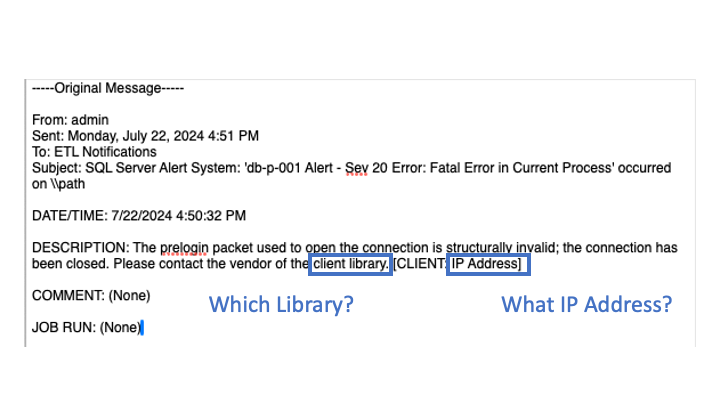 -----Original Message-----
From: admin
Sent: Monday, July 22, 2024 4:51 PM
To: ETL Notifications
Subject: SQL Server Alert System: 'db-p-001 Alert - Sev 20 Error: Fatal Error in Current Process' occurred
on \\path
DATE/TIME: 7/22/2024 4:50:32 PM
DESCRIPTION: The prelogin packet used to open the connection is structurally invalid; the connection has
been closed. Please contact the vendor of the client library. [CLIENT: IP Address]
COMMENT: (None)
Which Library? What IP Address?
JOB RUN: (None)